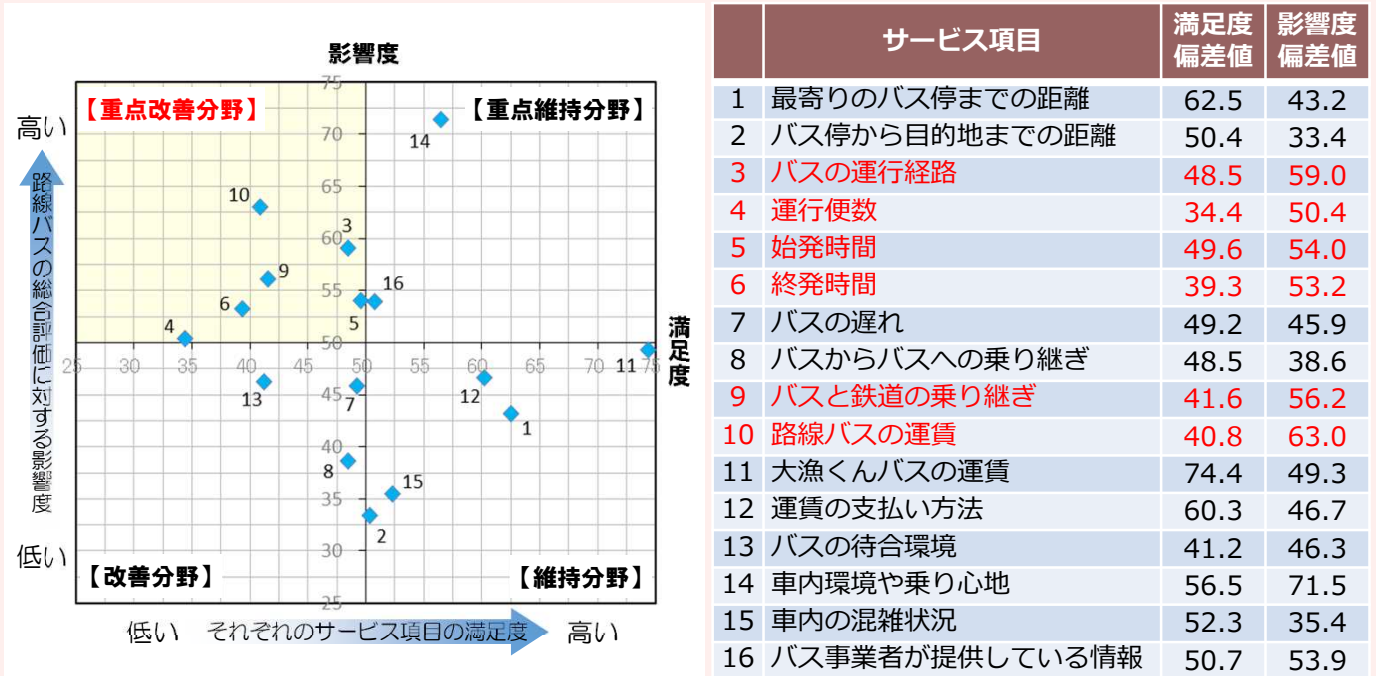 影響度
75
【重点改善分野】
【重点維持分野】
高い
14
70
65
10
3
60
9
16
55
6
5
4
50
満足度
25 30 35 40 45 50 55 60 65 70 75
11
13
7
12
45
1
40
8
15
35
2
30
低い
【改善分野】
【維持分野】
25
路線バスの総合評価に対する影響度
低い それぞれのサービス項目の満足度 高い
サービス項目 満足度偏差値 影響度偏差値
1 最寄りのバス停までの距離 62.5 43.2
2 バス停から目的地までの距離 50.4 33.4
3 バスの運行経路 48.5 59.0
4 運行便数 34.4 50.4
5 始発時間 49.6 54.0
6 終発時間 39.3 53.2
7 バスの遅れ 49.2 45.9
8 バスからバスへの乗り継ぎ 48.5 38.6
9 バスと鉄道の乗り継ぎ 41.6 56.2
10 路線バスの運賃 40.8 63.0
11 大漁くんバスの運賃 74.4 49.3
12 運賃の支払い方法 60.3 46.7
13 バスの待合環境 41.2 46.3
14 車内環境や乗り心地 56.5 71.5
15 車内の混雑状況 52.3 35.4
16 バス事業者が提供している情報 50.7 53.9